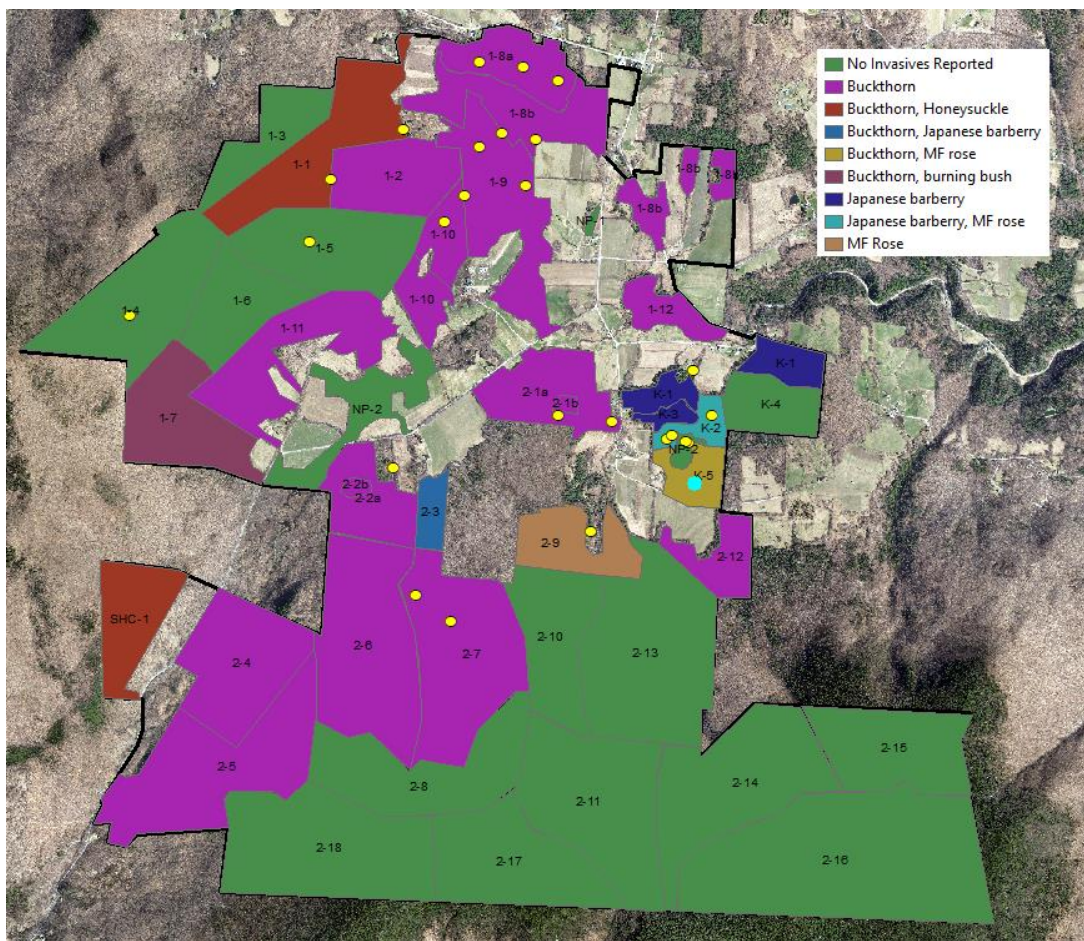 No Invasives Reported
Buckthorn
Buckthorn, Honeysuckle
Buckthorn, Japanese barberry
Buckthorn, MF rose
Buckthorn, burning bush
Japanese barberry
Japanese barberry, MF rose
MF Rose
1-8a
1-8b
1-3
1-1
1-2
1-9
1-8b
1-8b
1-8b
1-10
NP-1
1-5
1-6
1-4
1-10
1-12
1-11
K-1
2-1a
2-1b
K-1
K-4
K-3
K-2
1-7
NP-2
NP-2
K-5
2-2b
2-2a
2-3
2-9
2-12
SHC-1
2-4
2-6
2-7
2-10
2-13
2-5
2-8
2-11
2-14
2-15
2-18
2-17
2-16